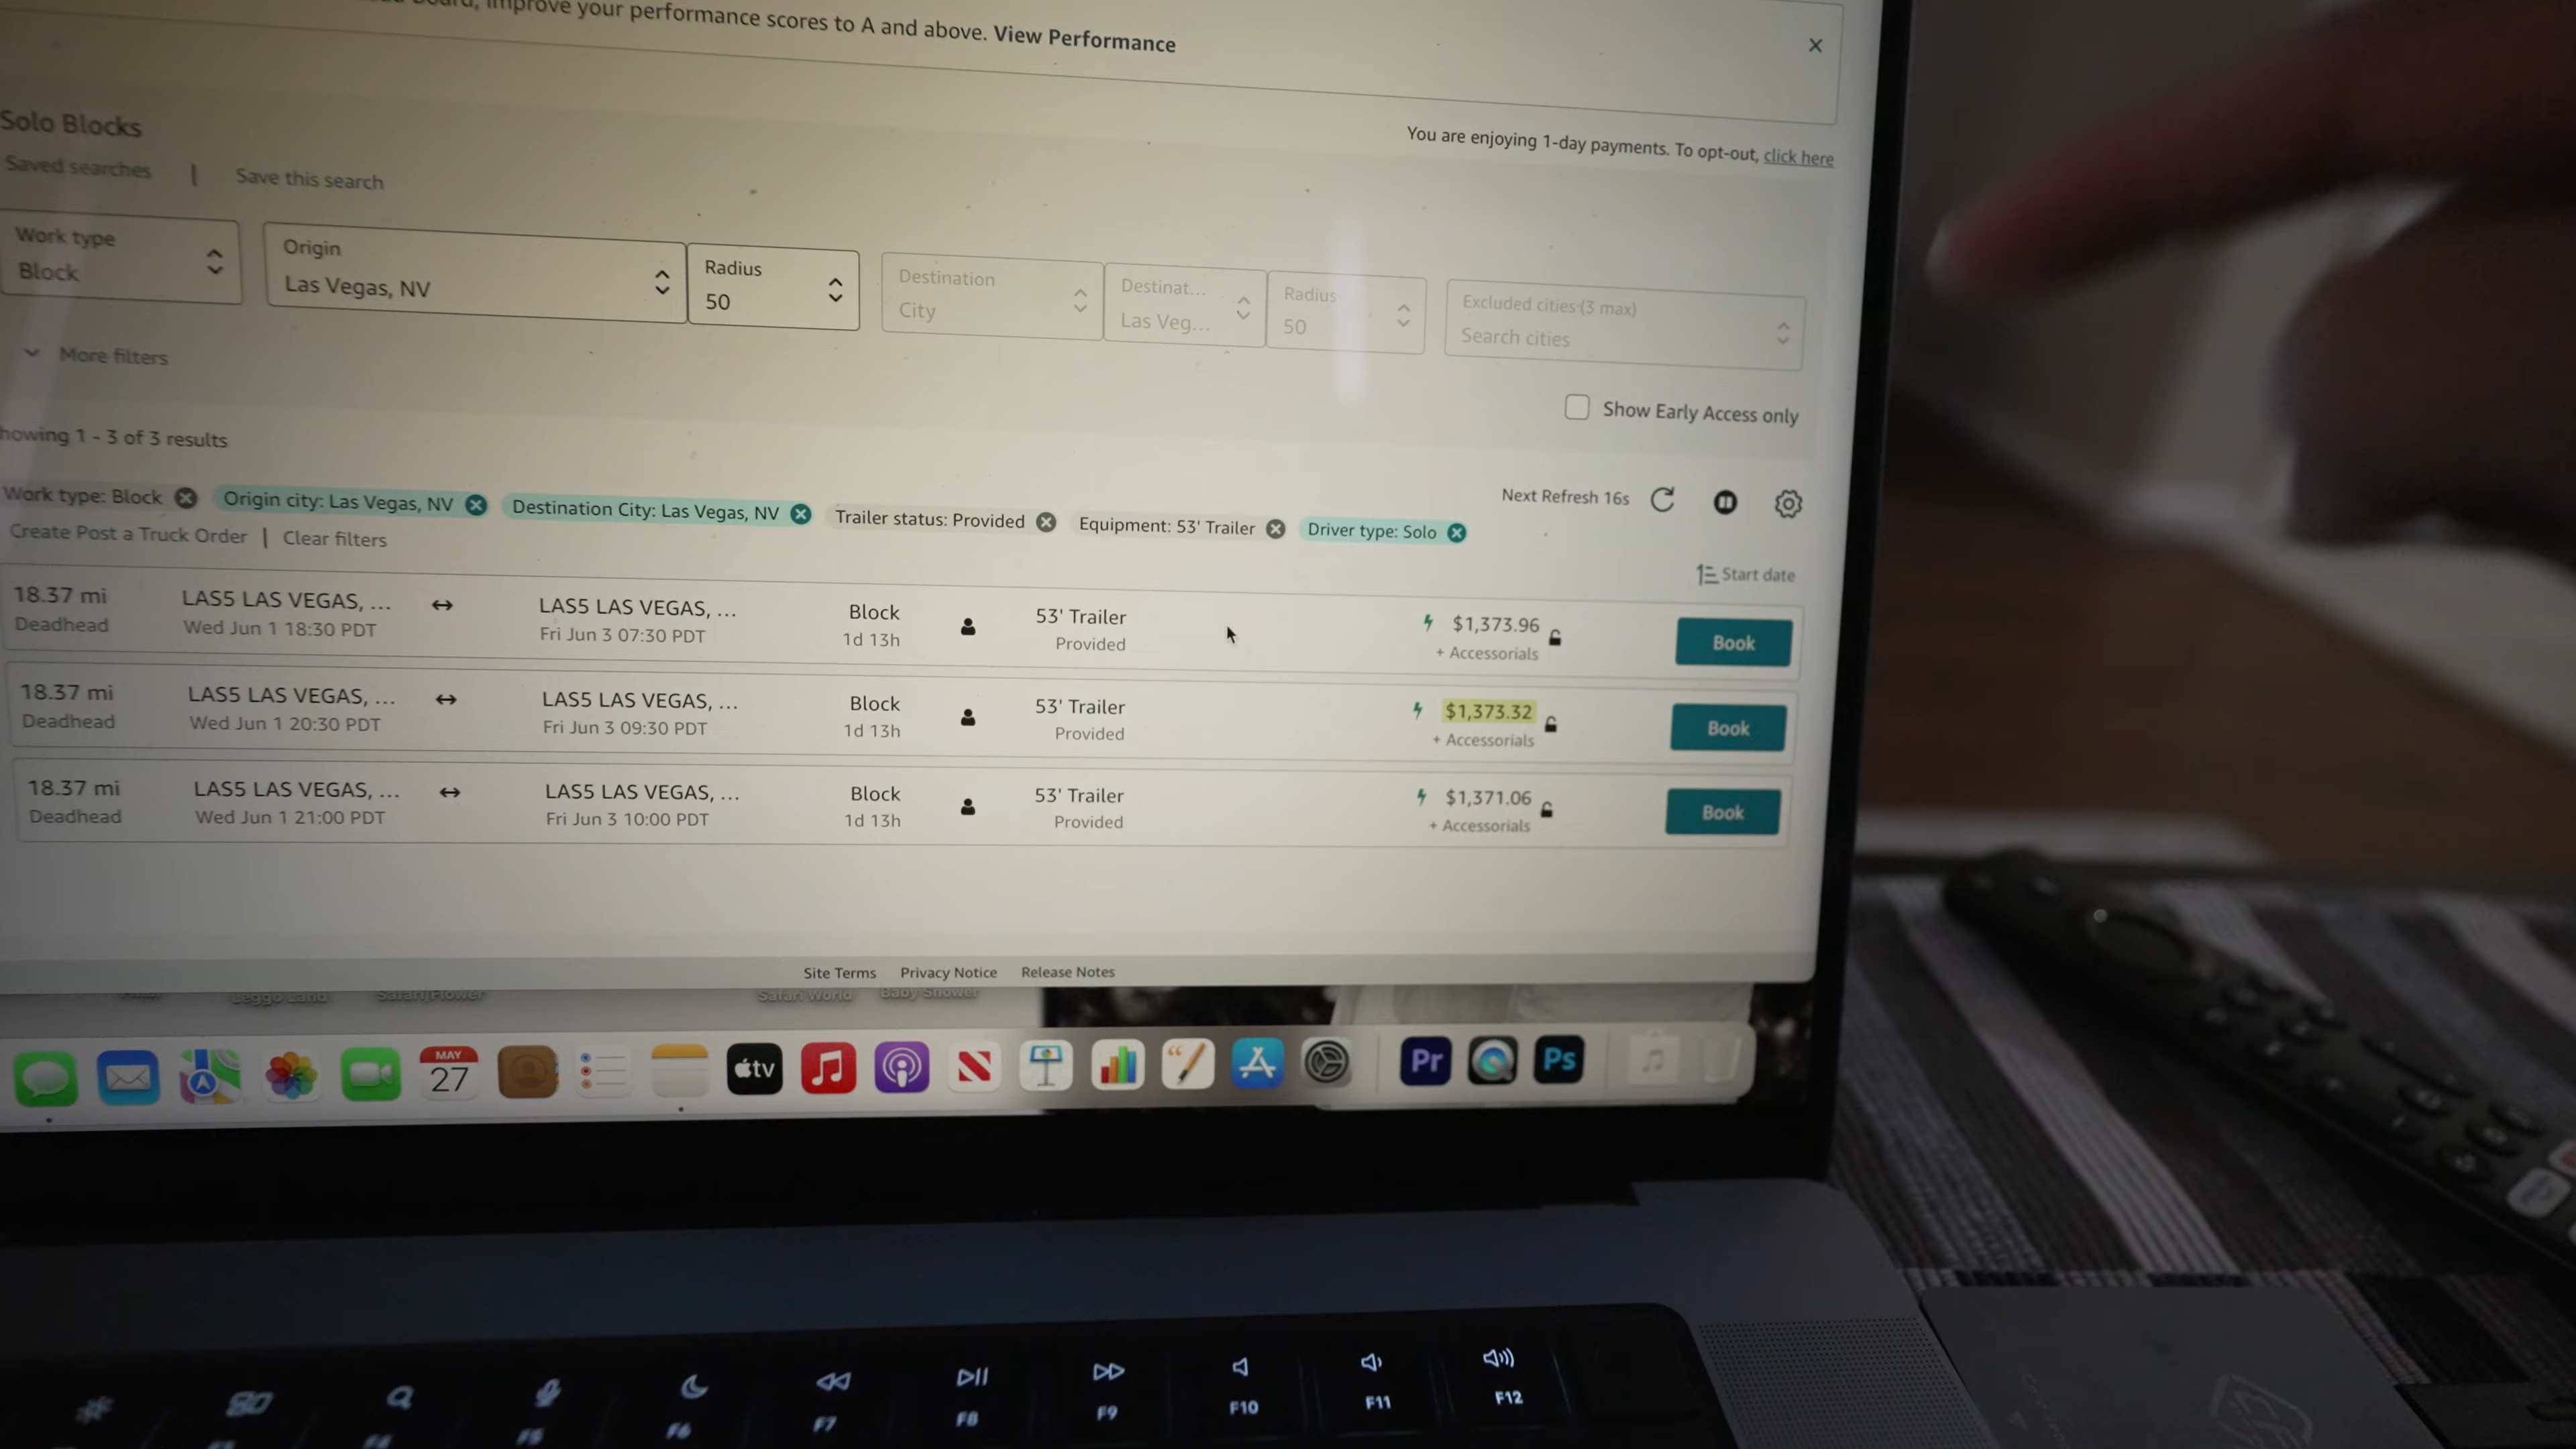 improve your performance scores to A and above. View Performance
You are enjoying 1-day payments. To opt-out, click here
Solo Blocks
Saved searches | Save this search
Work type
Block
Origin
Las Vegas, NV
Radius
50
Destination
City
Destinat...
Las Veg...
Radius
50
Excluded cities (3 max)
Search cities
More filters
Show Early Access only
howing 1 - 3 of 3 results
Work type: Block
Origin city: Las Vegas, NV
Destination City: Las Vegas, NV
Trailer status: Provided
Equipment: 53' Trailer
Driver type: Solo
Next Refresh 16s
Create Post a Truck Order | Clear filters
Start date
18.37 mi LAS5 LAS VEGAS, ... LAS5 LAS VEGAS, ... Block 53' Trailer $1,373.96 Book
Deadhead Wed Jun 1 18:30 PDT Fri Jun 3 07:30 PDT 1d 13h Provided + Accessorials
18.37 mi LAS5 LAS VEGAS, ... LAS5 LAS VEGAS, ... Block 53' Trailer $1,373.32 Book
Deadhead Wed Jun 1 20:30 PDT Fri Jun 3 09:30 PDT 1d 13h Provided + Accessorials
18.37 mi LAS5 LAS VEGAS, ... LAS5 LAS VEGAS, ... Block 53' Trailer $1,371.06 Book
Deadhead Wed Jun 1 21:00 PDT Fri Jun 3 10:00 PDT 1d 13h Provided + Accessorials
Site Terms Privacy Notice Release Notes
Leggo Land Safari/Flower Safari World Baby Shower
MAY
27
tv
Pr
Ps
F5 F6 F7 F8 F9 F10 F11 F12